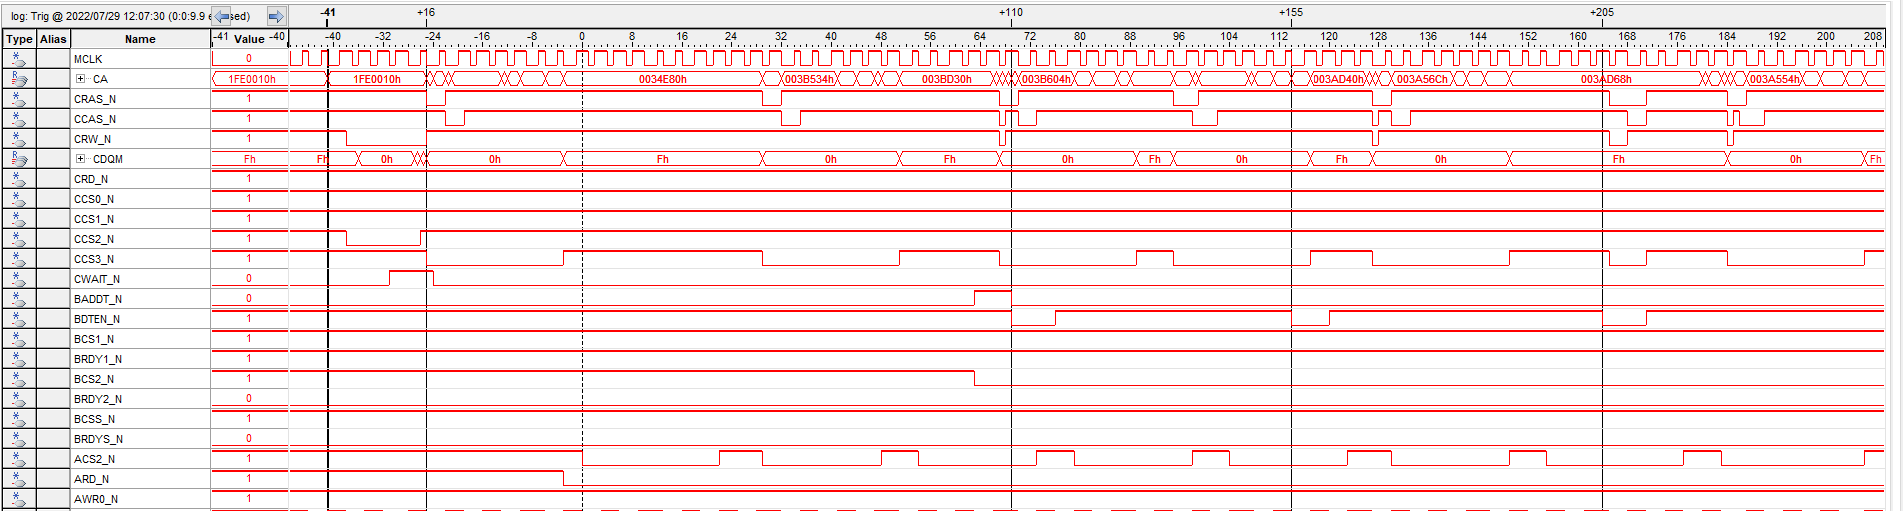 log: Trig @ 2022/07/29 12:07:30 (0:0:9.9 e sed) -41 +16 +110 +155 +205
Type Alias Name -41 Value -40 -40 -32 -24 -16 -8 0 8 16 24 32 40 48 56 64 72 80 88 96 104 112 120 128 136 144 152 160 168 176 184 192 200 208
MCLK 0
CA 1FE0010h 1FE0010h 0034E80h 003B534h 003BD30h 003B604h 003AD40h 003A56Ch 003AD68h 003A554h
CRAS_N 1
CCAS_N 1
CRW_N 1
CDQM Fh Fh 0h 0h Fh 0h Fh 0h Fh 0h Fh 0h Fh 0h Fh
CRD_N 1
CCS0_N 1
CCS1_N 1
CCS2_N 1
CCS3_N 1
CWAIT_N 0
BADDT_N 0
BDTEN_N 1
BCS1_N 1
BRDY1_N 1
BCS2_N 1
BRDY2_N 0
BCSS_N 1
BRDYS_N 0
ACS2_N 1
ARD_N 1
AWR0_N 1